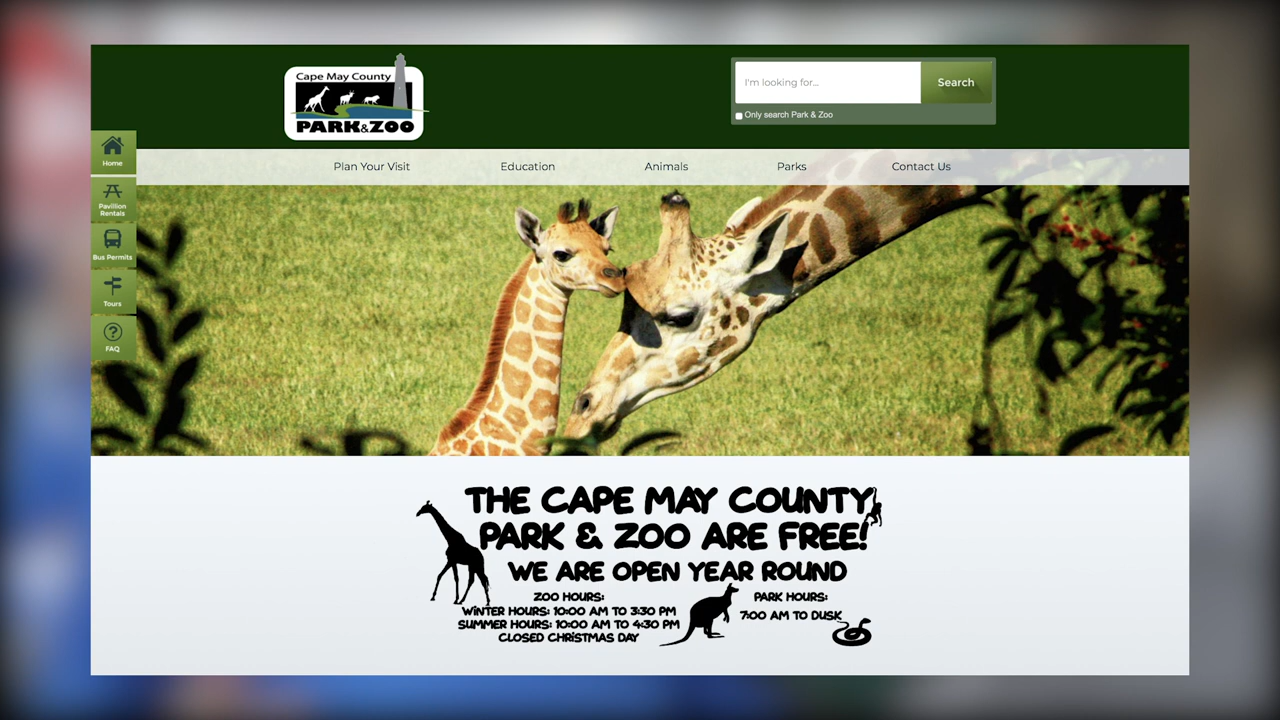 Cape May County
PARK & ZOO
I'm looking for...
Search
Only search Park & Zoo
Plan Your Visit
Education
Animals
Parks
Contact Us
Home
Pavillion
Rentals
Bus Permits
Tours
?
FAQ
THE CAPE MAY COUNTY
PARK & ZOO ARE FREE!
WE ARE OPEN YEAR ROUND
ZOO HOURS:
WINTER HOURS: 10:00 AM TO 3:30 PM
SUMMER HOURS: 10:00 AM TO 4:30 PM
CLOSED CHRISTMAS DAY
PARK HOURS:
7:00 AM TO DUSK